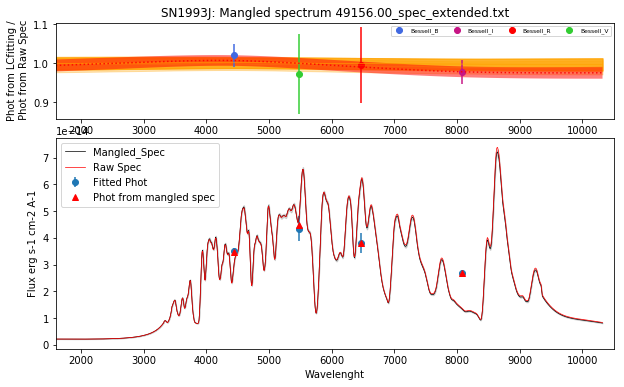 SN1993J: Mangled spectrum 49156.00_spec_extended.txt
Phot from LCfitting /
Phot from Raw Spec
1.1
1.0
0.9
Bessell_B Bessell_I Bessell_R Bessell_V
2000 3000 4000 5000 6000 7000 8000 9000 10000
1e−14
Flux erg s-1 cm-2 A-1
7
6
5
4
3
2
1
0
Mangled_Spec
Raw Spec
Fitted Phot
Phot from mangled spec
2000 3000 4000 5000 6000 7000 8000 9000 10000
Wavelenght